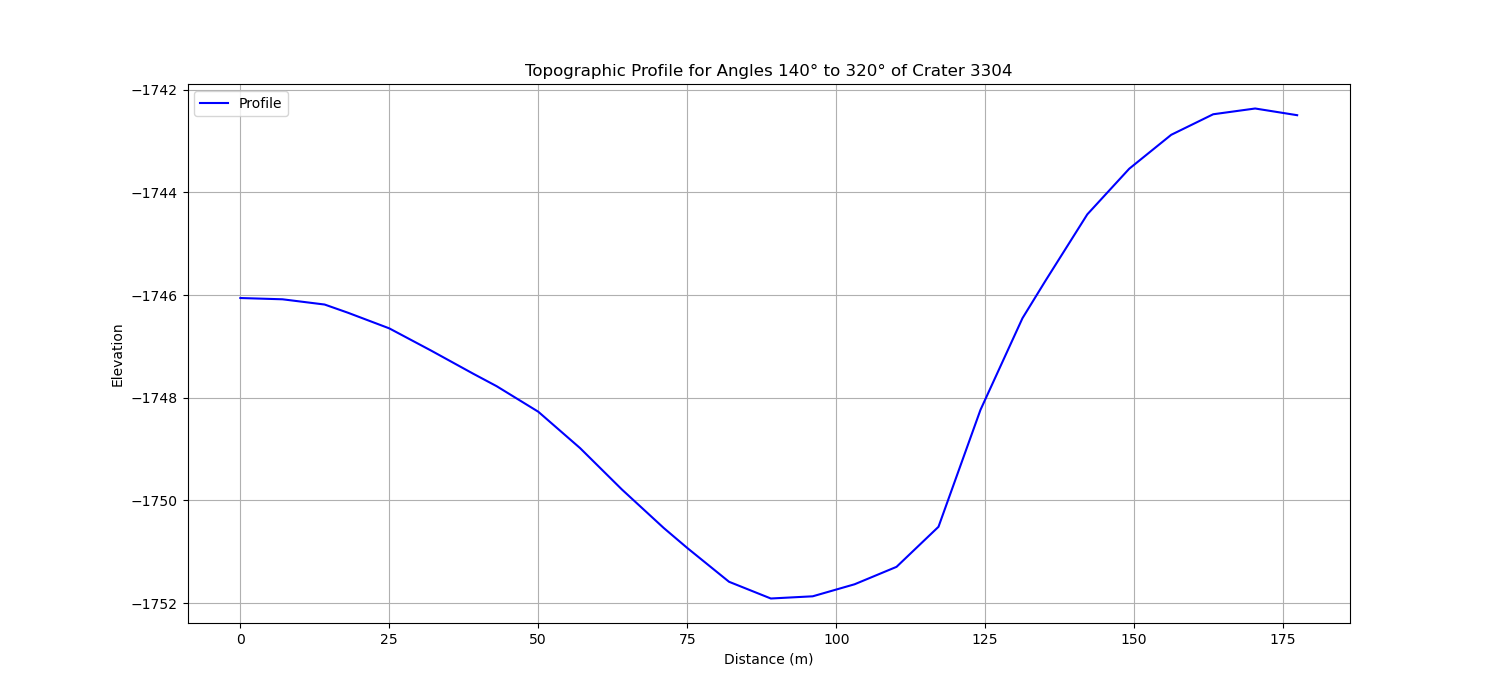 Topographic Profile for Angles 140° to 320° of Crater 3304
Profile
−1742
−1744
−1746
−1748
−1750
−1752
Elevation
0 25 50 75 100 125 150 175
Distance (m)